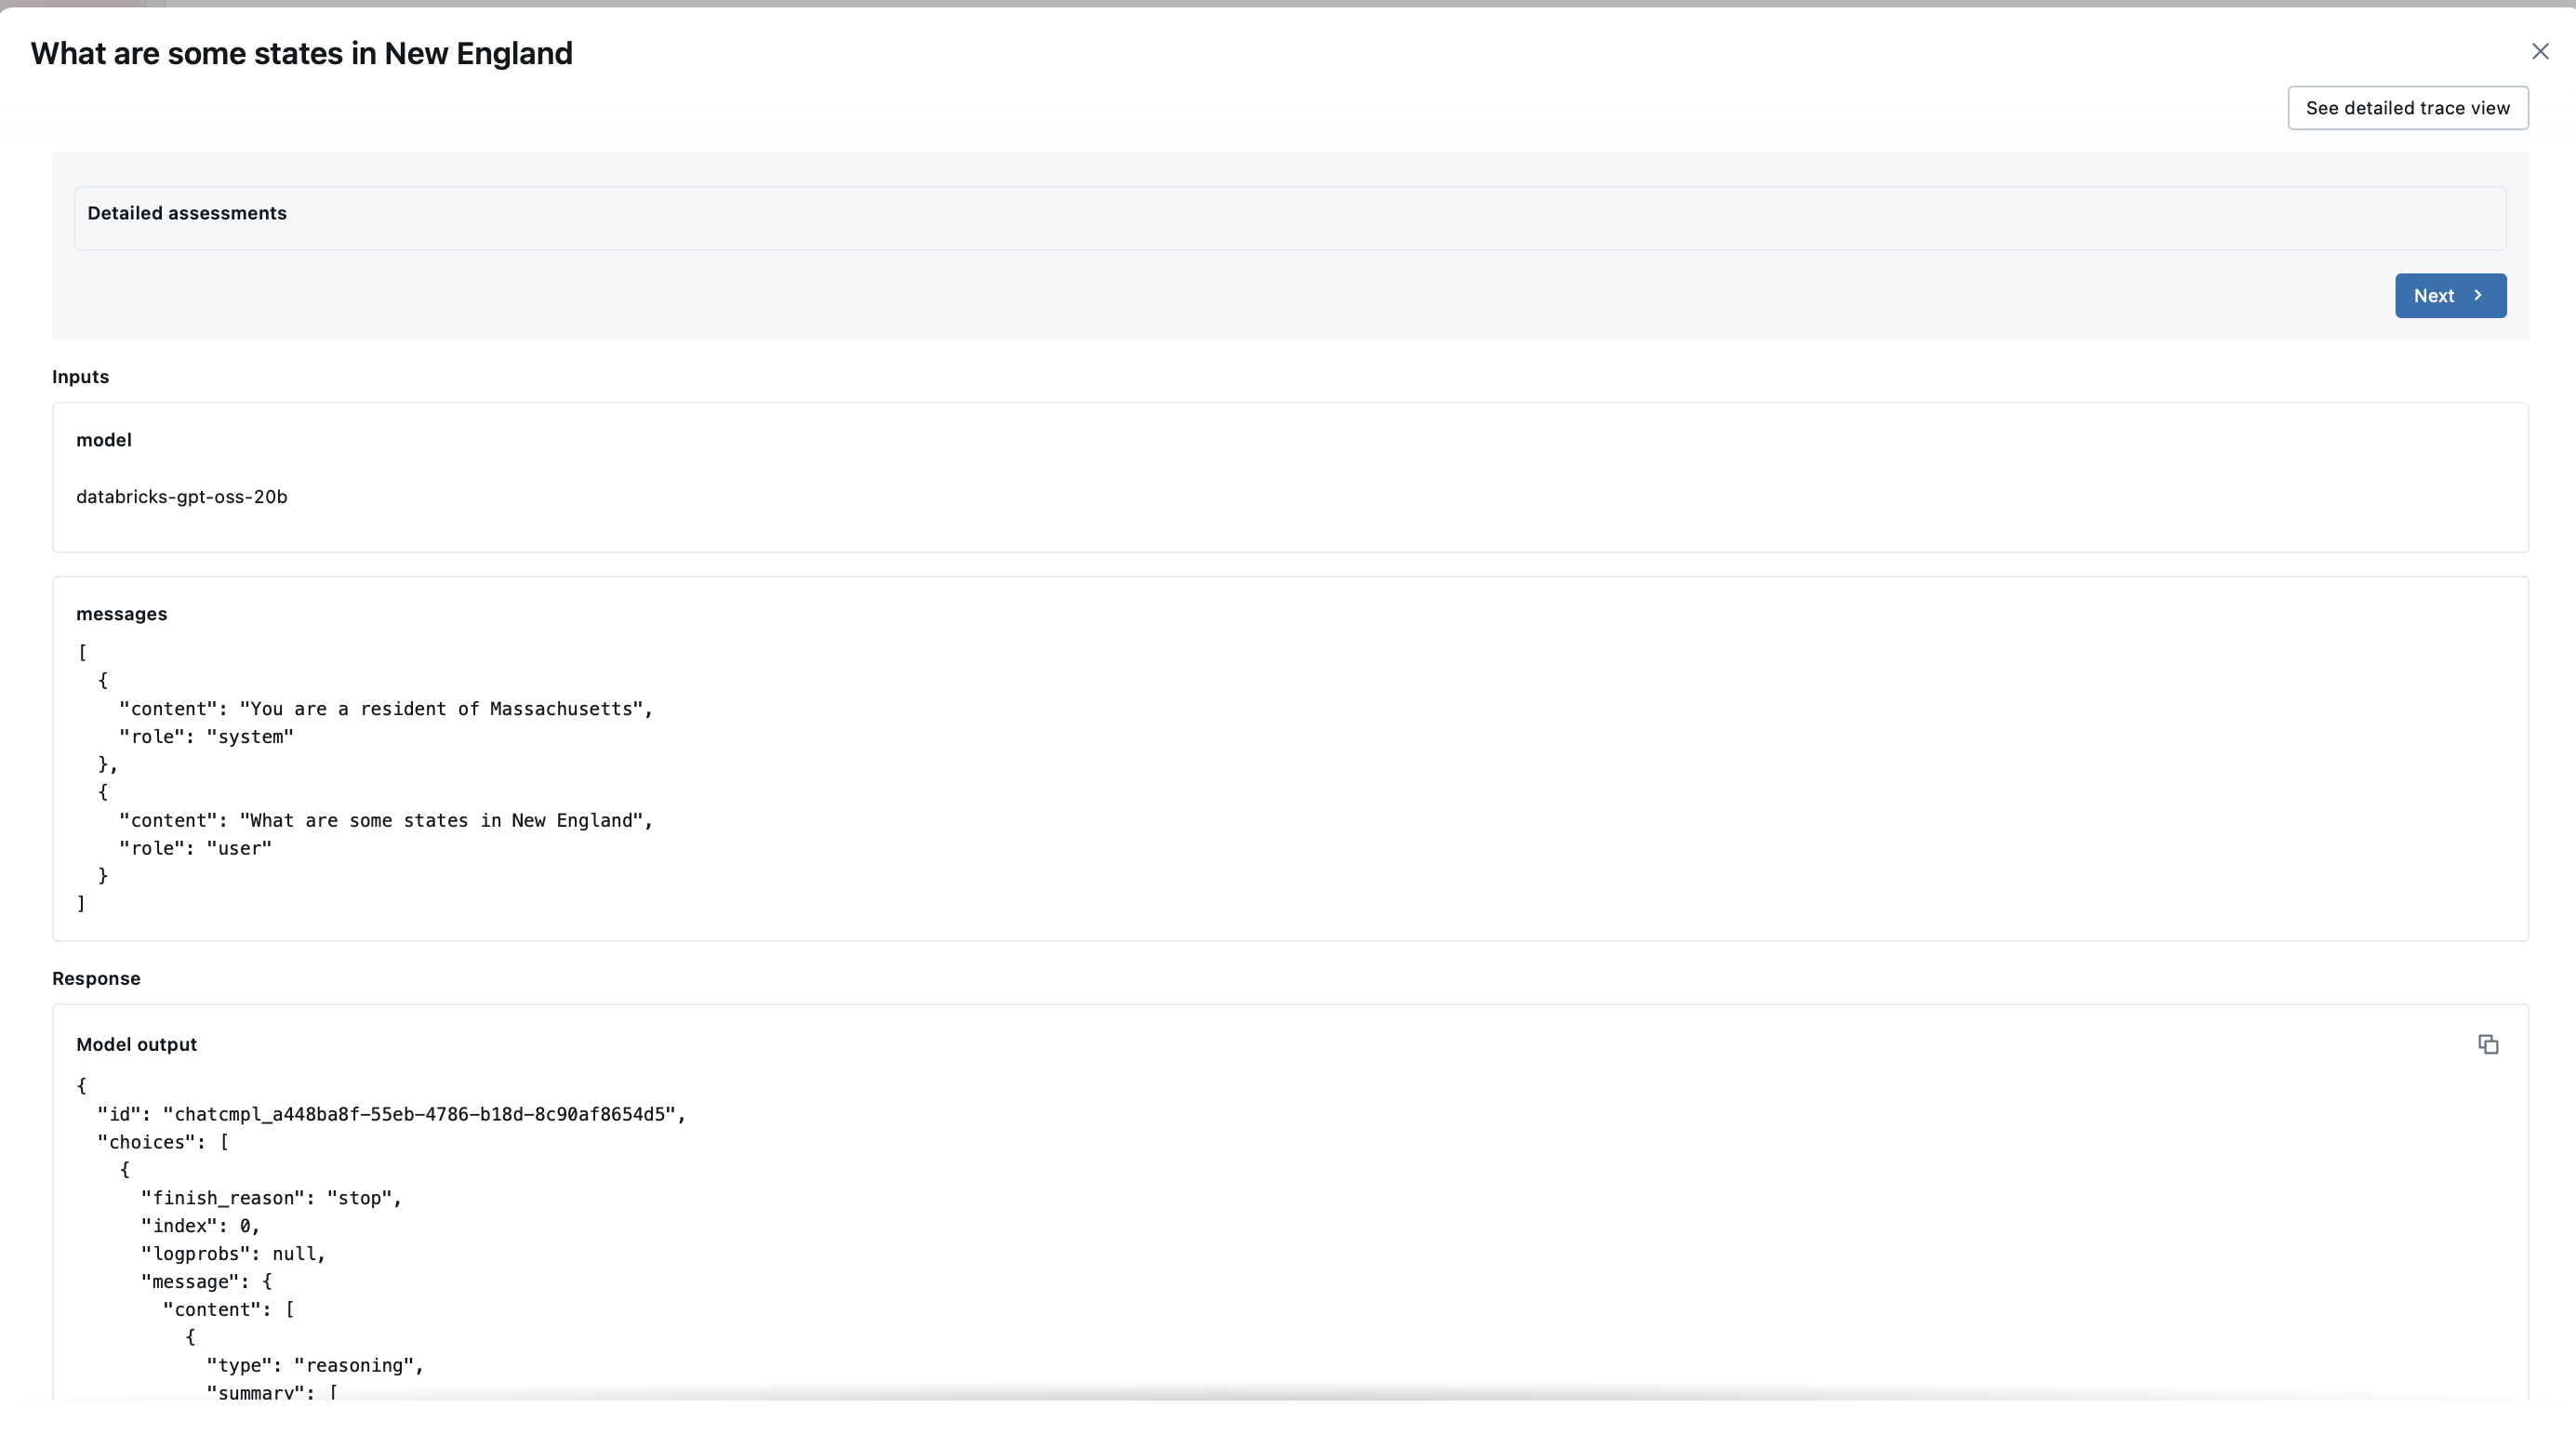 What are some states in New England
See detailed trace view
Detailed assessments
Next
Inputs
model
databricks-gpt-oss-20b
messages
[
  {
    "content": "You are a resident of Massachusetts",
    "role": "system"
  },
  {
    "content": "What are some states in New England",
    "role": "user"
  }
]
Response
Model output
{
  "id": "chatcmpl_a448ba8f-55eb-4786-b18d-8c90af8654d5",
  "choices": [
    {
      "finish_reason": "stop",
      "index": 0,
      "logprobs": null,
      "message": {
        "content": [
          {
            "type": "reasoning",
            "summary": [